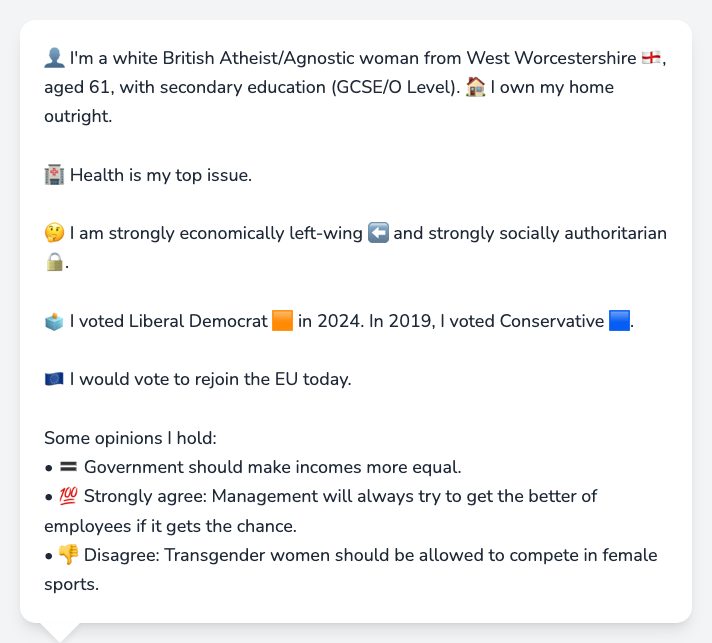 👤 I'm a white British Atheist/Agnostic woman from West Worcestershire 🏴󠁧󠁢󠁥󠁮󠁧󠁿,
aged 61, with secondary education (GCSE/O Level). 🏠 I own my home
outright.
🏥 Health is my top issue.
🤔 I am strongly economically left-wing ⬅️ and strongly socially authoritarian
🔒.
🗳️ I voted Liberal Democrat 🟧 in 2024. In 2019, I voted Conservative 🟦.
🇪🇺 I would vote to rejoin the EU today.
Some opinions I hold:
• 🟰 Government should make incomes more equal.
• 💯 Strongly agree: Management will always try to get the better of
employees if it gets the chance.
• 👎 Disagree: Transgender women should be allowed to compete in female
sports.